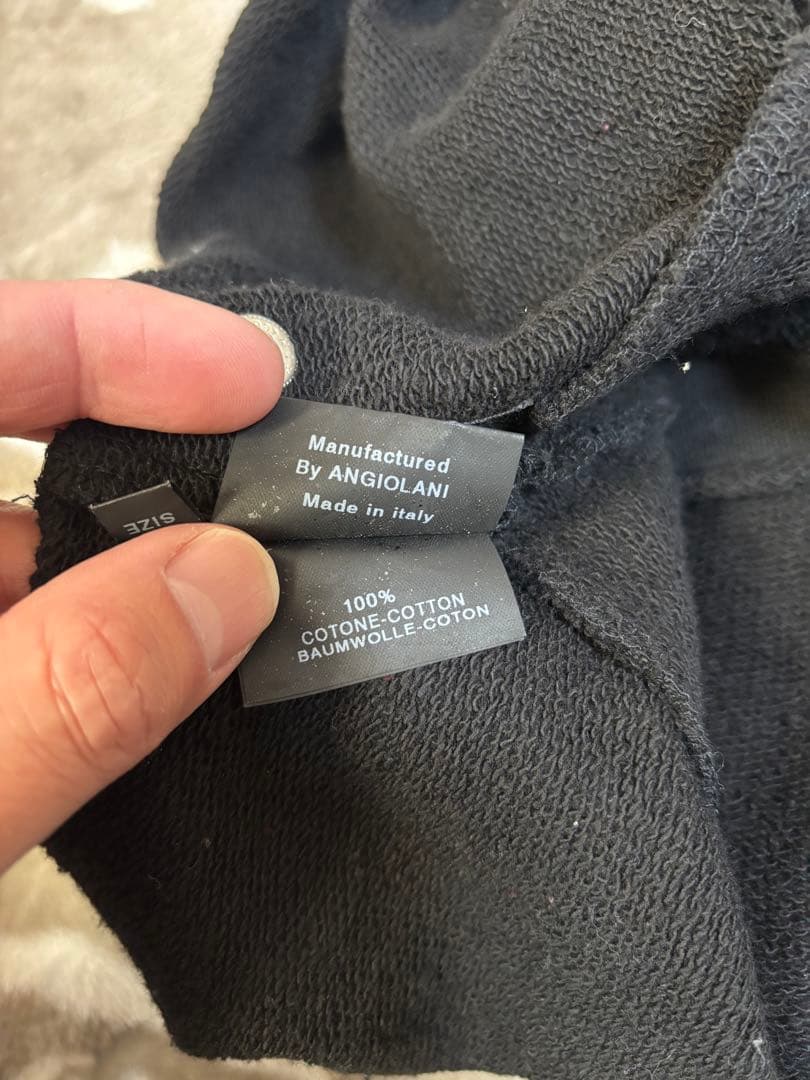 Manufactured
By ANGIOLANI
Made in italy
SIZE
100%
COTONE-COTTON
BAUMWOLLE-COTON